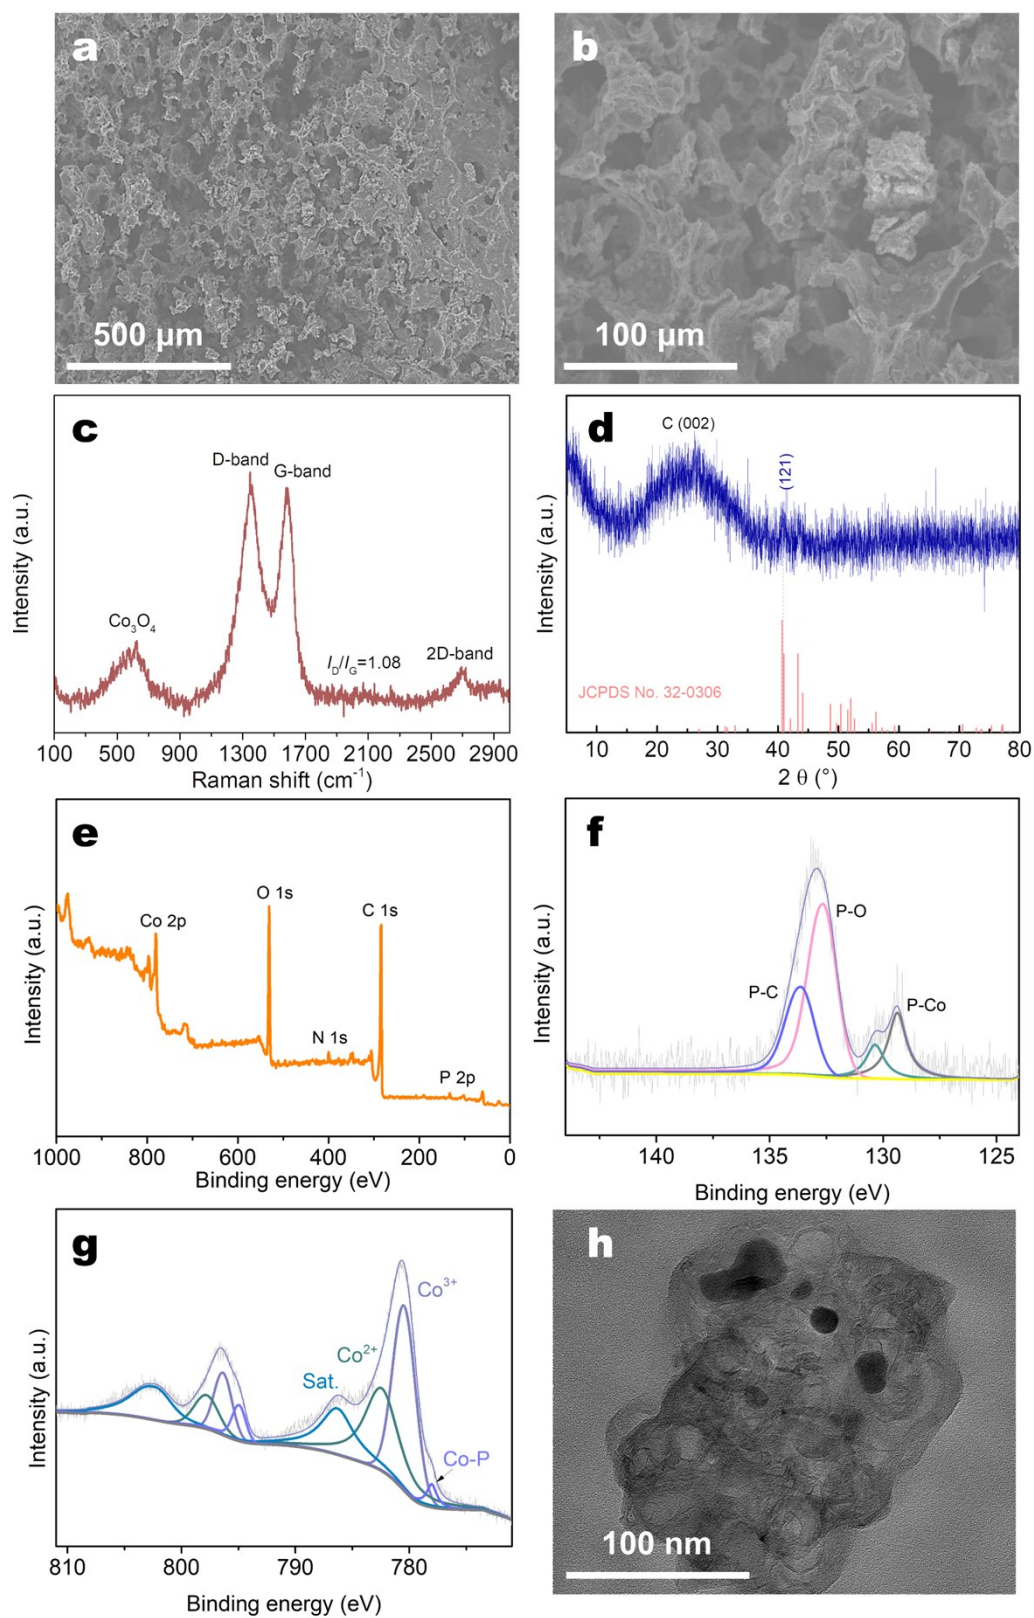 a
500 µm
b
100 µm
c
D-band
G-band
Co₃O₄
I_D/I_G=1.08
2D-band
Intensity (a.u.)
100 600 1300 1700 2100 2500 2900
Raman shift (cm⁻¹)
d
C (002)
(121)
JCPDS No. 32-0306
Intensity (a.u.)
10 20 30 40 50 60 70 80
2 θ (°)
e
Co 2p
O 1s
C 1s
N 1s
P 2p
Intensity (a.u.)
1000 800 600 400 200 0
Binding energy (eV)
f
P-O
P-C
P-Co
Intensity (a.u.)
140 135 130 125
Binding energy (eV)
g
Co³⁺
Co²⁺
Sat.
Co-P
Intensity (a.u.)
810 800 790 780
Binding energy (eV)
h
100 nm